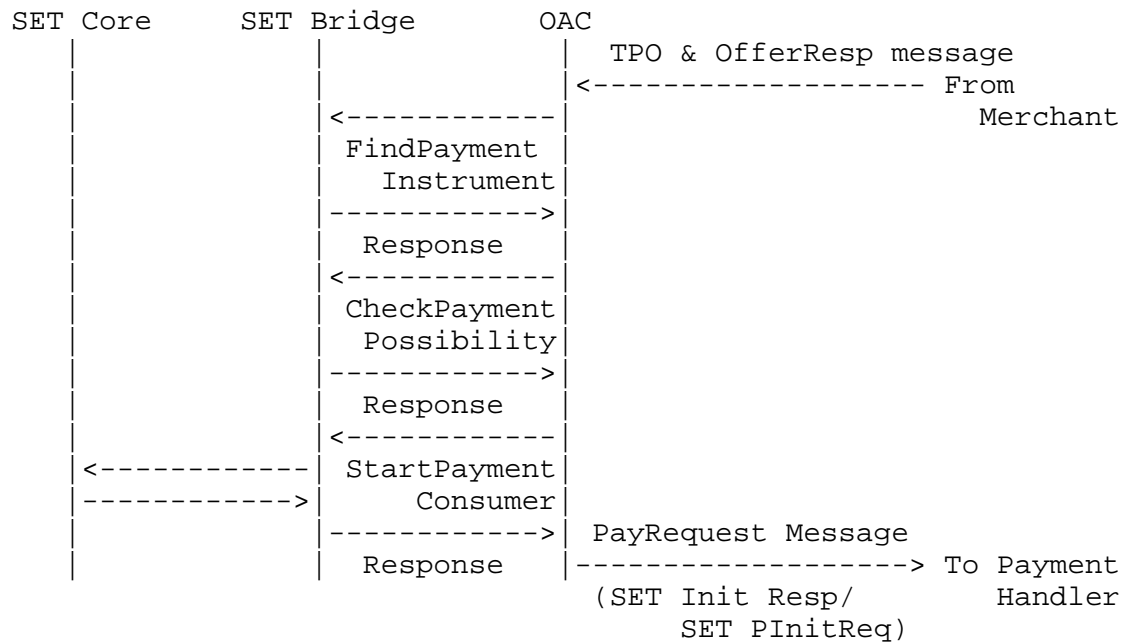 SET Core SET Bridge OAC
TPO & OfferResp message
<------------------- From
<------------ Merchant
FindPayment
Instrument
------------>
Response
<------------
CheckPayment
Possibility
------------>
Response
<------------
<------------ StartPayment
------------> Consumer
------------> PayRequest Message
Response -------------------> To Payment
(SET Init Resp/ Handler
SET PInitReq)